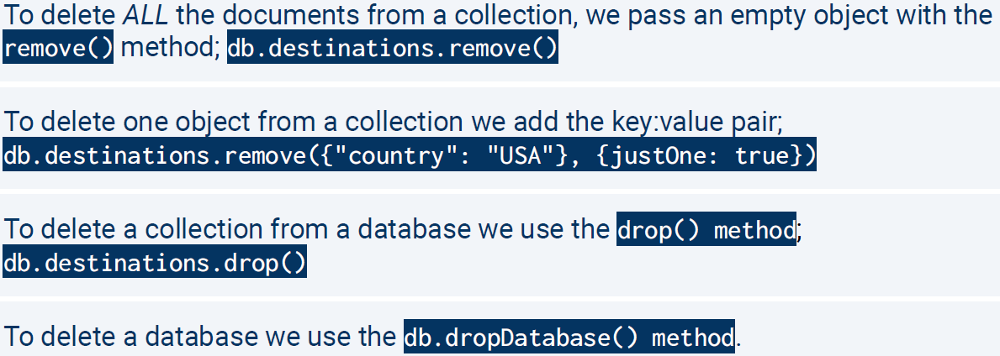 To delete ALL the documents from a collection, we pass an empty object with the
remove() method; db.destinations.remove()
To delete one object from a collection we add the key:value pair;
db.destinations.remove({"country": "USA"}, {justOne: true})
To delete a collection from a database we use the drop() method;
db.destinations.drop()
To delete a database we use the db.dropDatabase() method.